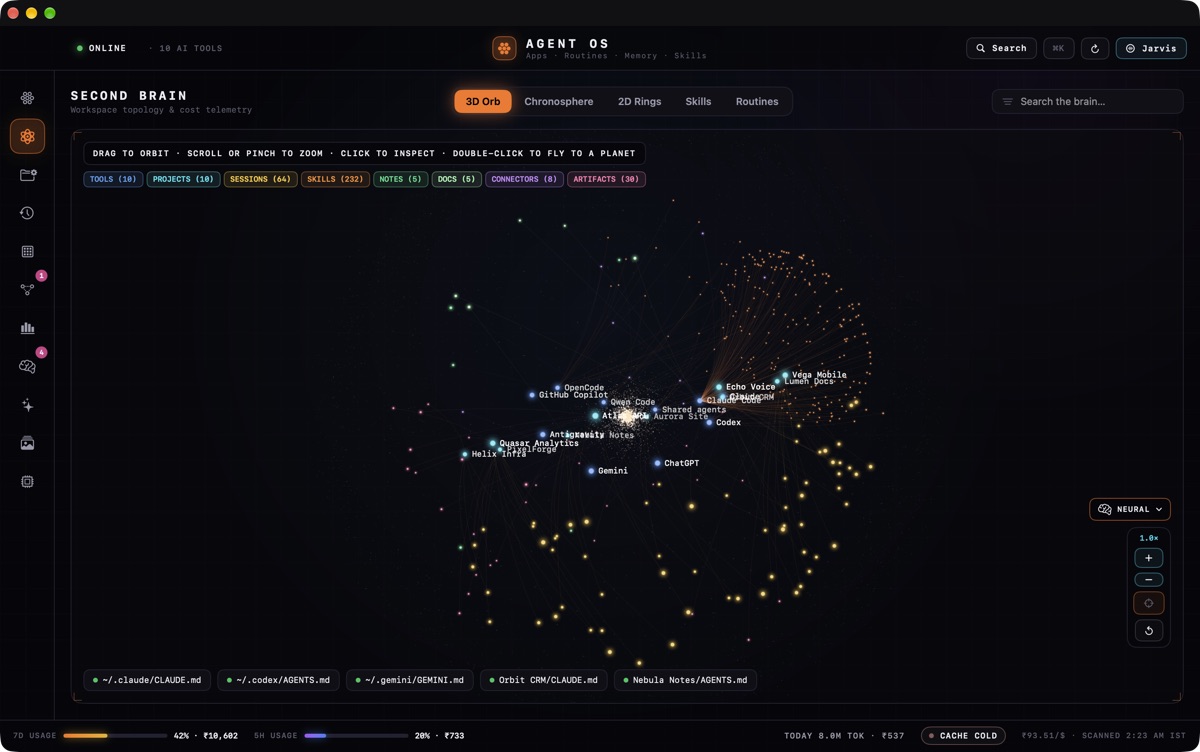 ONLINE
· 10 AI TOOLS
AGENT OS
Apps · Routines · Memory · Skills
Search
⌘K
Jarvis
SECOND BRAIN
Workspace topology & cost telemetry
3D Orb
Chronosphere
2D Rings
Skills
Routines
Search the brain...
DRAG TO ORBIT · SCROLL OR PINCH TO ZOOM · CLICK TO INSPECT · DOUBLE-CLICK TO FLY TO A PLANET
TOOLS (10)
PROJECTS (10)
SESSIONS (64)
SKILLS (232)
NOTES (5)
DOCS (5)
CONNECTORS (8)
ARTIFACTS (30)
1
4
Vega Mobile
Lumen Docs
OpenCode
Echo Voice
GitHub Copilot
Claude Code
Qwen Code
Shared agents
Aurora Site
Codex
Antigravity
Notes
Quasar Analytics
PixelForge
Helix Infra
ChatGPT
Gemini
NEURAL
1.0×
+
−
~/.claude/CLAUDE.md
~/.codex/AGENTS.md
~/.gemini/GEMINI.md
Orbit CRM/CLAUDE.md
Nebula Notes/AGENTS.md
7D USAGE
42% · ₹10,602
5H USAGE
20% · ₹733
TODAY 8.0M TOK · ₹537
CACHE COLD
₹93.51/$ · SCANNED 2:23 AM IST